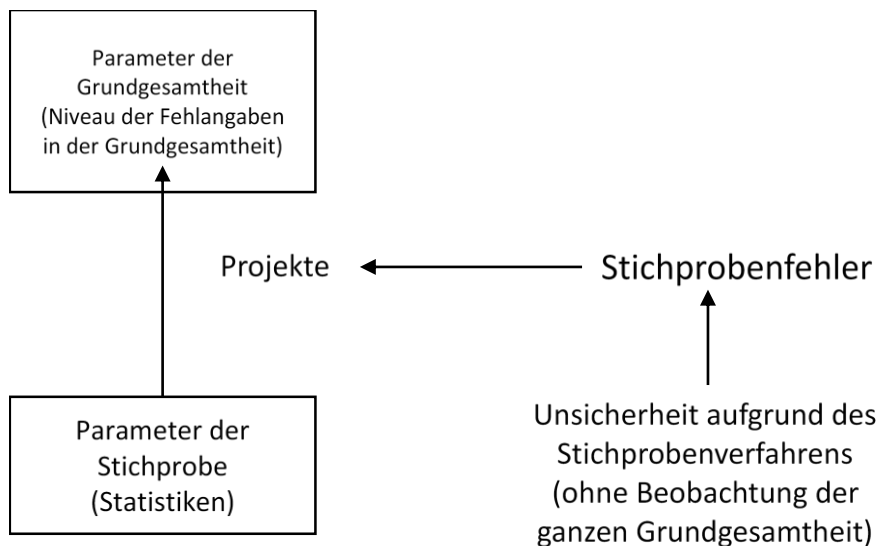 Parameter der
Grundgesamtheit
(Niveau der Fehlangaben
in der Grundgesamtheit)
Projekte
Stichprobenfehler
Parameter der
Stichprobe
(Statistiken)
Unsicherheit aufgrund des
Stichprobenverfahrens
(ohne Beobachtung der
ganzen Grundgesamtheit)